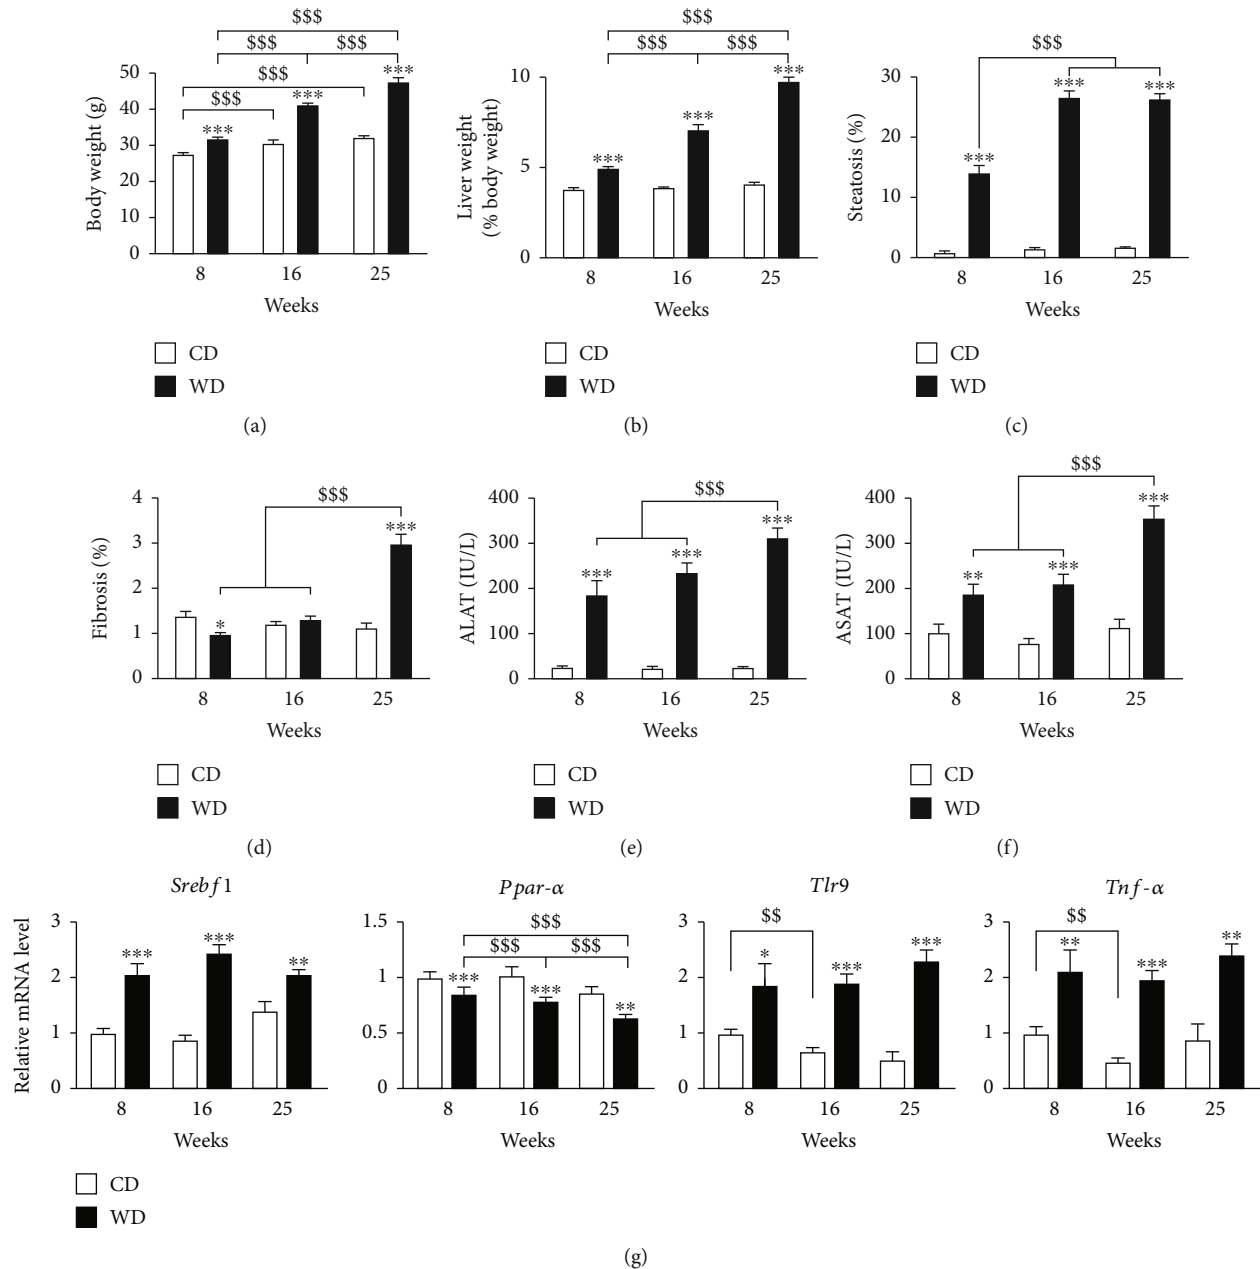 $$$ $$$
$$$ $$$ $$$ $$$ $$$
50 *** 10 *** 30 *** ***
$$$ ***
40 $$$ *** *** 20 ***
30 *** 5 ***
20
10 10
0 0 0
Body weight (g)
Liver weight
(% body weight)
Steatosis (%)
8 16 25 8 16 25 8 16 25
Weeks Weeks Weeks
CD CD CD
WD WD WD
(a) (b) (c)
$$$ $$$ $$$
4 400 400
*** *** ***
3 300 300
*** *** ** ***
2 200 200
* 
1 100 100
0 0 0
Fibrosis (%)
ALAT (IU/L)
ASAT (IU/L)
8 16 25 8 16 25 8 16 25
Weeks Weeks Weeks
CD CD CD
WD WD WD
(d) (e) (f)
Srebf1 Ppar-α Tlr9 Tnf-α
Relative mRNA level
3 1.5 $$$ 3 $$ 3 $$
*** *** ** $$$ $$$ * *** *** ** *** **
2 1 *** *** ** 2 2
1 0.5 1 1
0 0 0 0
8 16 25 8 16 25 8 16 25 8 16 25
Weeks Weeks Weeks Weeks
CD
WD
(g)